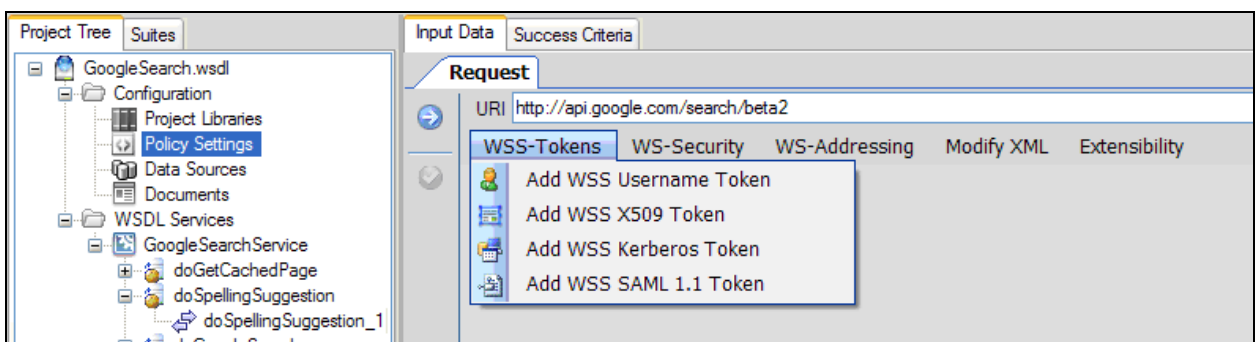 Project Tree Suites
GoogleSearch.wsdl
Configuration
Project Libraries
Policy Settings
Data Sources
Documents
WSDL Services
GoogleSearchService
doGetCachedPage
doSpellingSuggestion
doSpellingSuggestion_1
Input Data Success Criteria
Request
URI http://api.google.com/search/beta2
WSS-Tokens WS-Security WS-Addressing Modify XML Extensibility
Add WSS Username Token
Add WSS X509 Token
Add WSS Kerberos Token
Add WSS SAML 1.1 Token